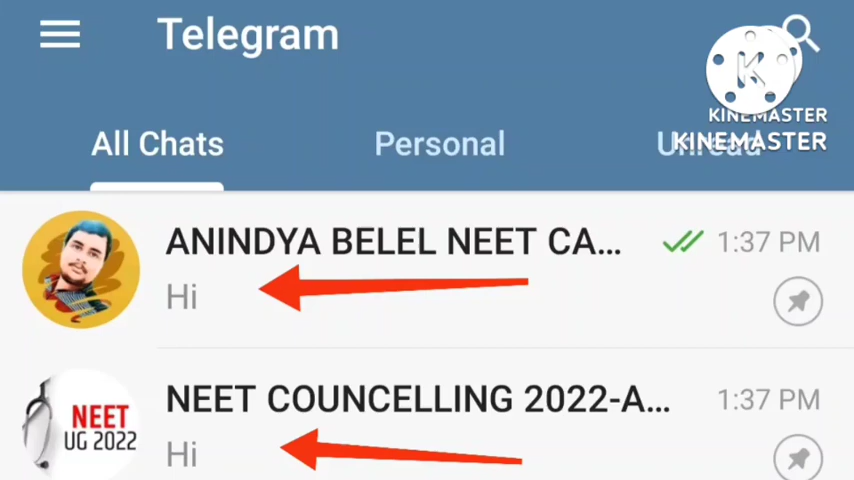 Telegram
KINEMASTER
All Chats Personal Unread KINEMASTER
ANINDYA BELEL NEET CA... 1:37 PM
Hi
NEET COUNCELLING 2022-A... 1:37 PM
NEET
UG 2022
Hi